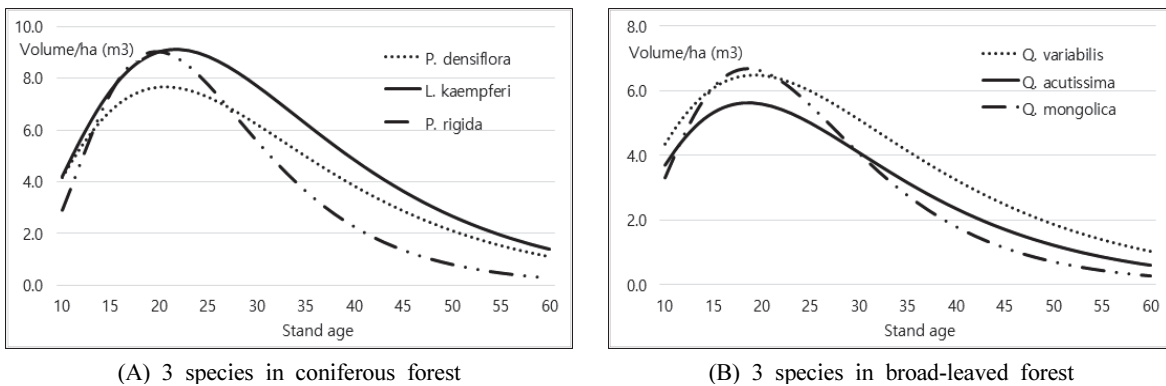 10.0
Volume/ha (m3)
8.0
6.0
4.0
2.0
0.0
P. densiflora
L. kaempferi
P. rigida
10 15 20 25 30 35 40 45 50 55 60
Stand age
(A) 3 species in coniferous forest
8.0
Volume/ha (m3)
6.0
4.0
2.0
0.0
Q. variabilis
Q. acutissima
Q. mongolica
10 15 20 25 30 35 40 45 50 55 60
Stand age
(B) 3 species in broad-leaved forest